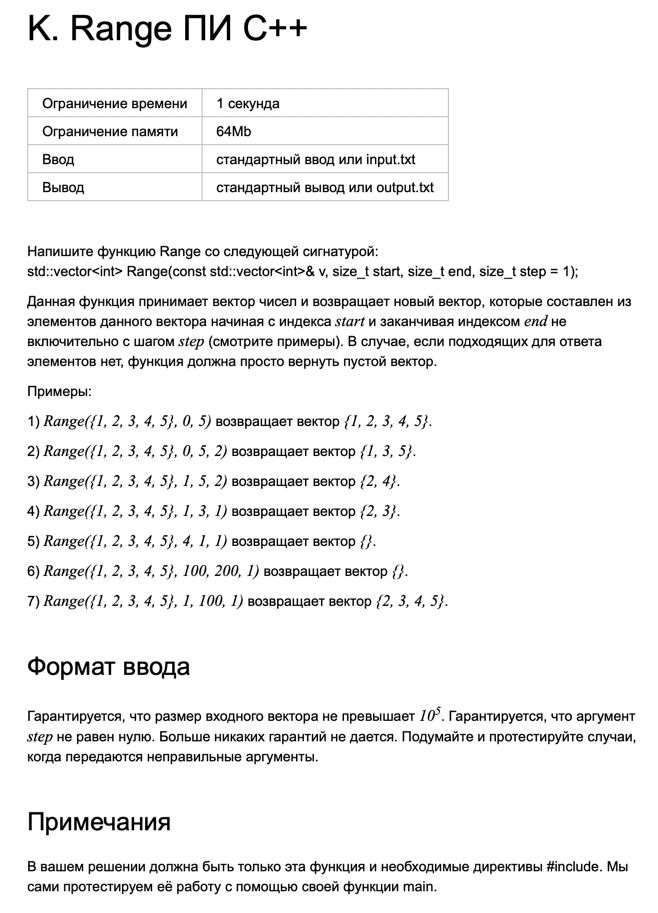 K. Range ПИ C++
Ограничение времени 1 секунда
Ограничение памяти 64Mb
Ввод стандартный ввод или input.txt
Вывод стандартный вывод или output.txt
Напишите функцию Range со следующей сигнатурой:
std::vector<int> Range(const std::vector<int>& v, size_t start, size_t end, size_t step = 1);
Данная функция принимает вектор чисел и возвращает новый вектор, которые составлен из
элементов данного вектора начиная с индекса start и заканчивая индексом end не
включительно с шагом step (смотрите примеры). В случае, если подходящих для ответа
элементов нет, функция должна просто вернуть пустой вектор.
Примеры:
1) Range({1, 2, 3, 4, 5}, 0, 5) возвращает вектор {1, 2, 3, 4, 5}.
2) Range({1, 2, 3, 4, 5}, 0, 5, 2) возвращает вектор {1, 3, 5}.
3) Range({1, 2, 3, 4, 5}, 1, 5, 2) возвращает вектор {2, 4}.
4) Range({1, 2, 3, 4, 5}, 1, 3, 1) возвращает вектор {2, 3}.
5) Range({1, 2, 3, 4, 5}, 4, 1, 1) возвращает вектор {}.
6) Range({1, 2, 3, 4, 5}, 100, 200, 1) возвращает вектор {}.
7) Range({1, 2, 3, 4, 5}, 1, 100, 1) возвращает вектор {2, 3, 4, 5}.
Формат ввода
Гарантируется, что размер входного вектора не превышает 10⁵. Гарантируется, что аргумент
step не равен нулю. Больше никаких гарантий не дается. Подумайте и протестируйте случаи,
когда передаются неправильные аргументы.
Примечания
В вашем решении должна быть только эта функция и необходимые директивы #include. Мы
сами протестируем её работу с помощью своей функции main.